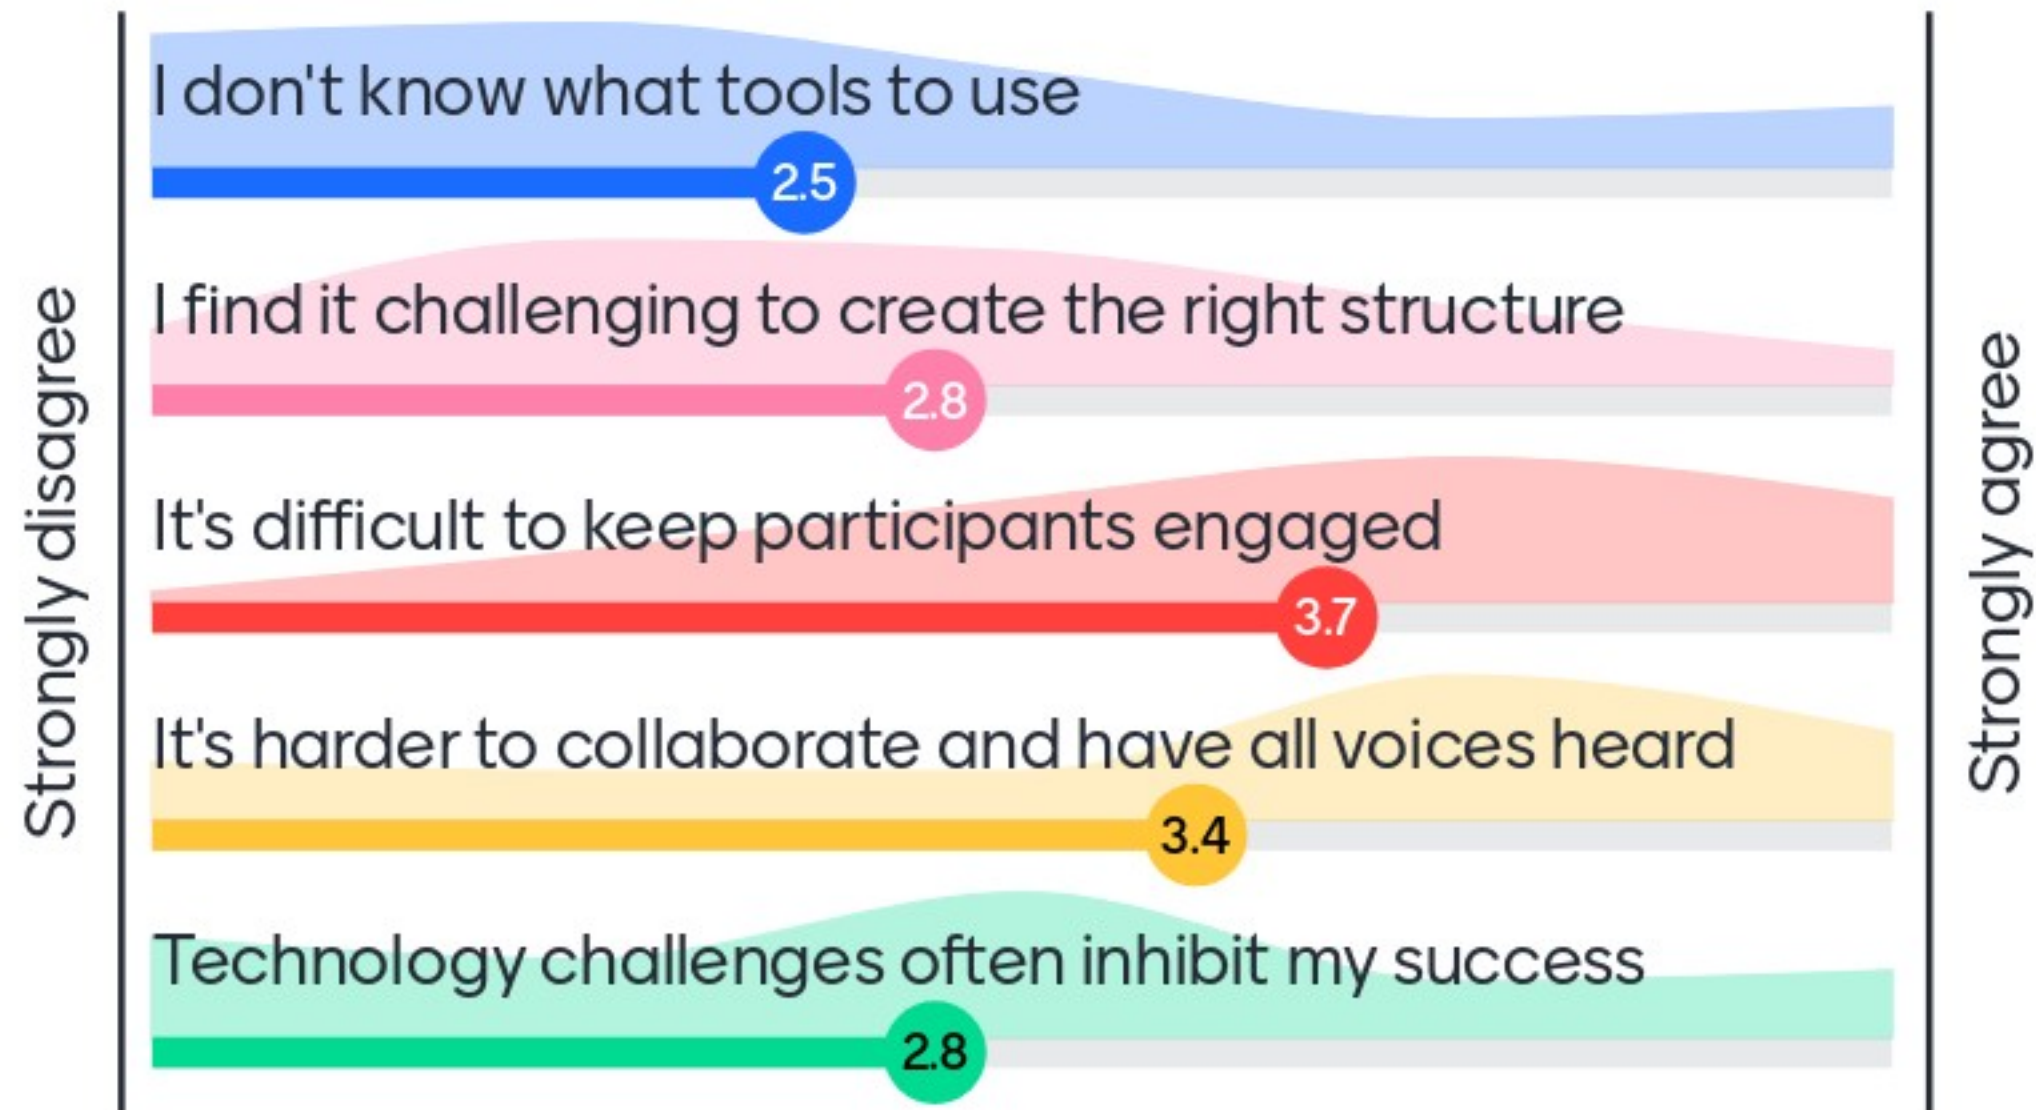 Strongly disagree
I don't know what tools to use
2.5
I find it challenging to create the right structure
2.8
It's difficult to keep participants engaged
3.7
It's harder to collaborate and have all voices heard
3.4
Technology challenges often inhibit my success
2.8
Strongly agree